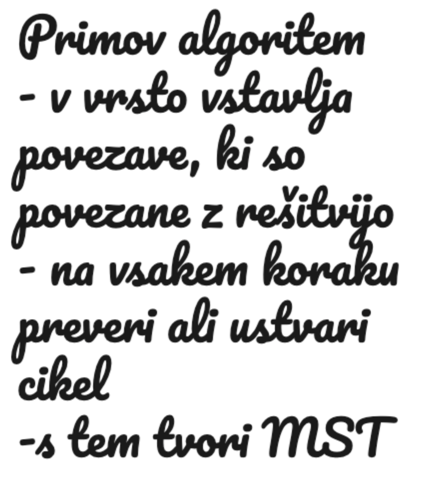 Primov algoritem
- v vrsto vstavlja
povezave, ki so
povezane z rešitvijo
- na vsakem koraku
preveri ali ustvari
cikel
-s tem tvori MST